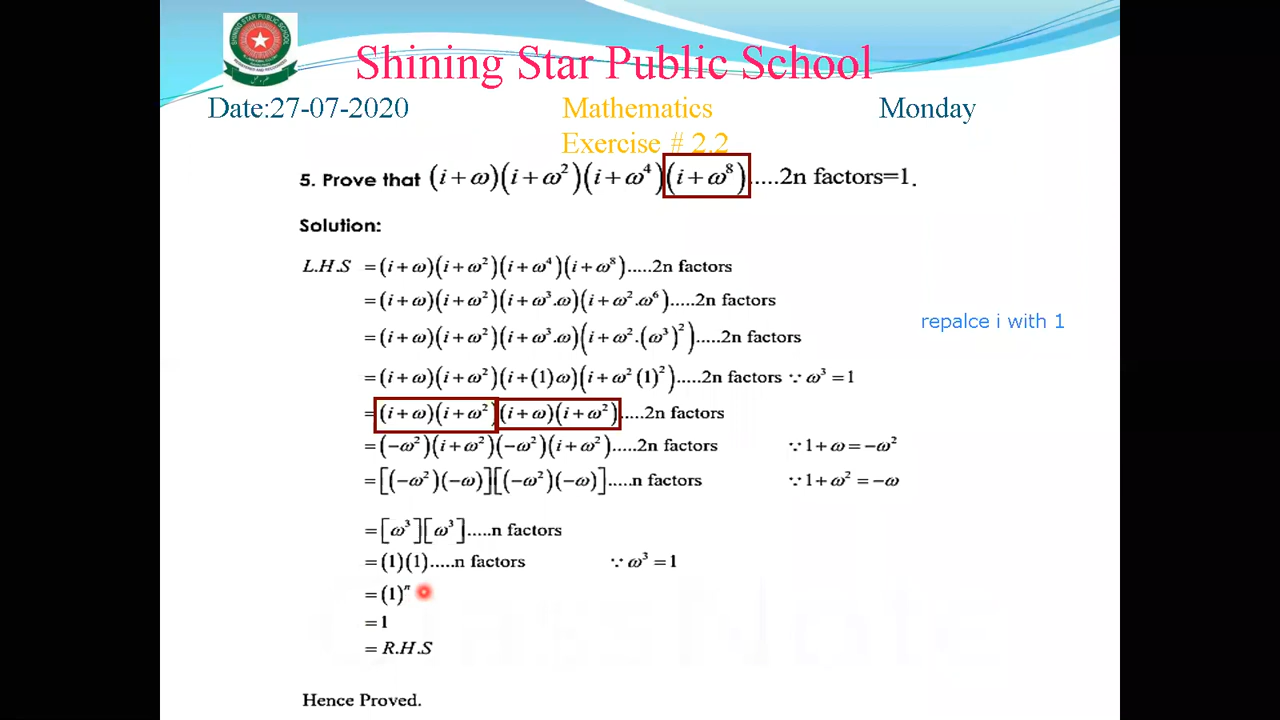 Shining Star Public School
Date:27-07-2020 Mathematics Monday
Exercise # 2.2
5. Prove that (i+ω)(i+ω²)(i+ω⁴)(i+ω⁸).....2n factors=1.
Solution:
L.H.S =(i+ω)(i+ω²)(i+ω⁴)(i+ω⁸).....2n factors
=(i+ω)(i+ω²)(i+ω³.ω)(i+ω².ω⁶).....2n factors
repalce i with 1
=(i+ω)(i+ω²)(i+ω³.ω)(i+ω².(ω³)²).....2n factors
=(i+ω)(i+ω²)(i+(1)ω)(i+ω²(1)²).....2n factors ∵ω³=1
=(i+ω)(i+ω²)(i+ω)(i+ω²).....2n factors
=(−ω²)(i+ω²)(−ω²)(i+ω²).....2n factors ∵1+ω=−ω²
=[(−ω²)(−ω)][(−ω²)(−ω)].....n factors ∵1+ω²=−ω
=[ω³][ω³].....n factors
=(1)(1).....n factors ∵ω³=1
=(1)ⁿ
=1
=R.H.S
Hence Proved.